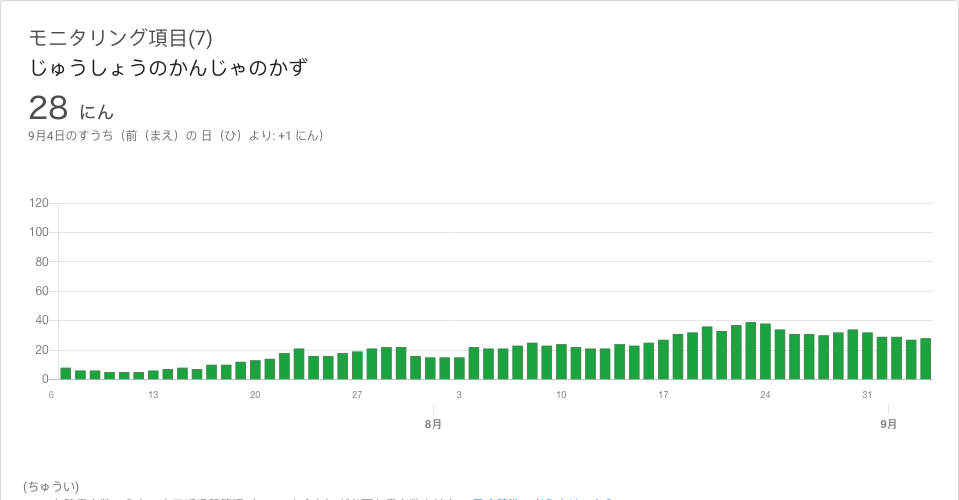 モニタリング項目(7)
じゅうしょうのかんじゃのかず
28 にん
9月4日のすうち（前（まえ）の 日（ひ）より: +1 にん）
120
100
80
60
40
20
0
6 13 20 27 3 10 17 24 31
8月 9月
(ちゅうい)